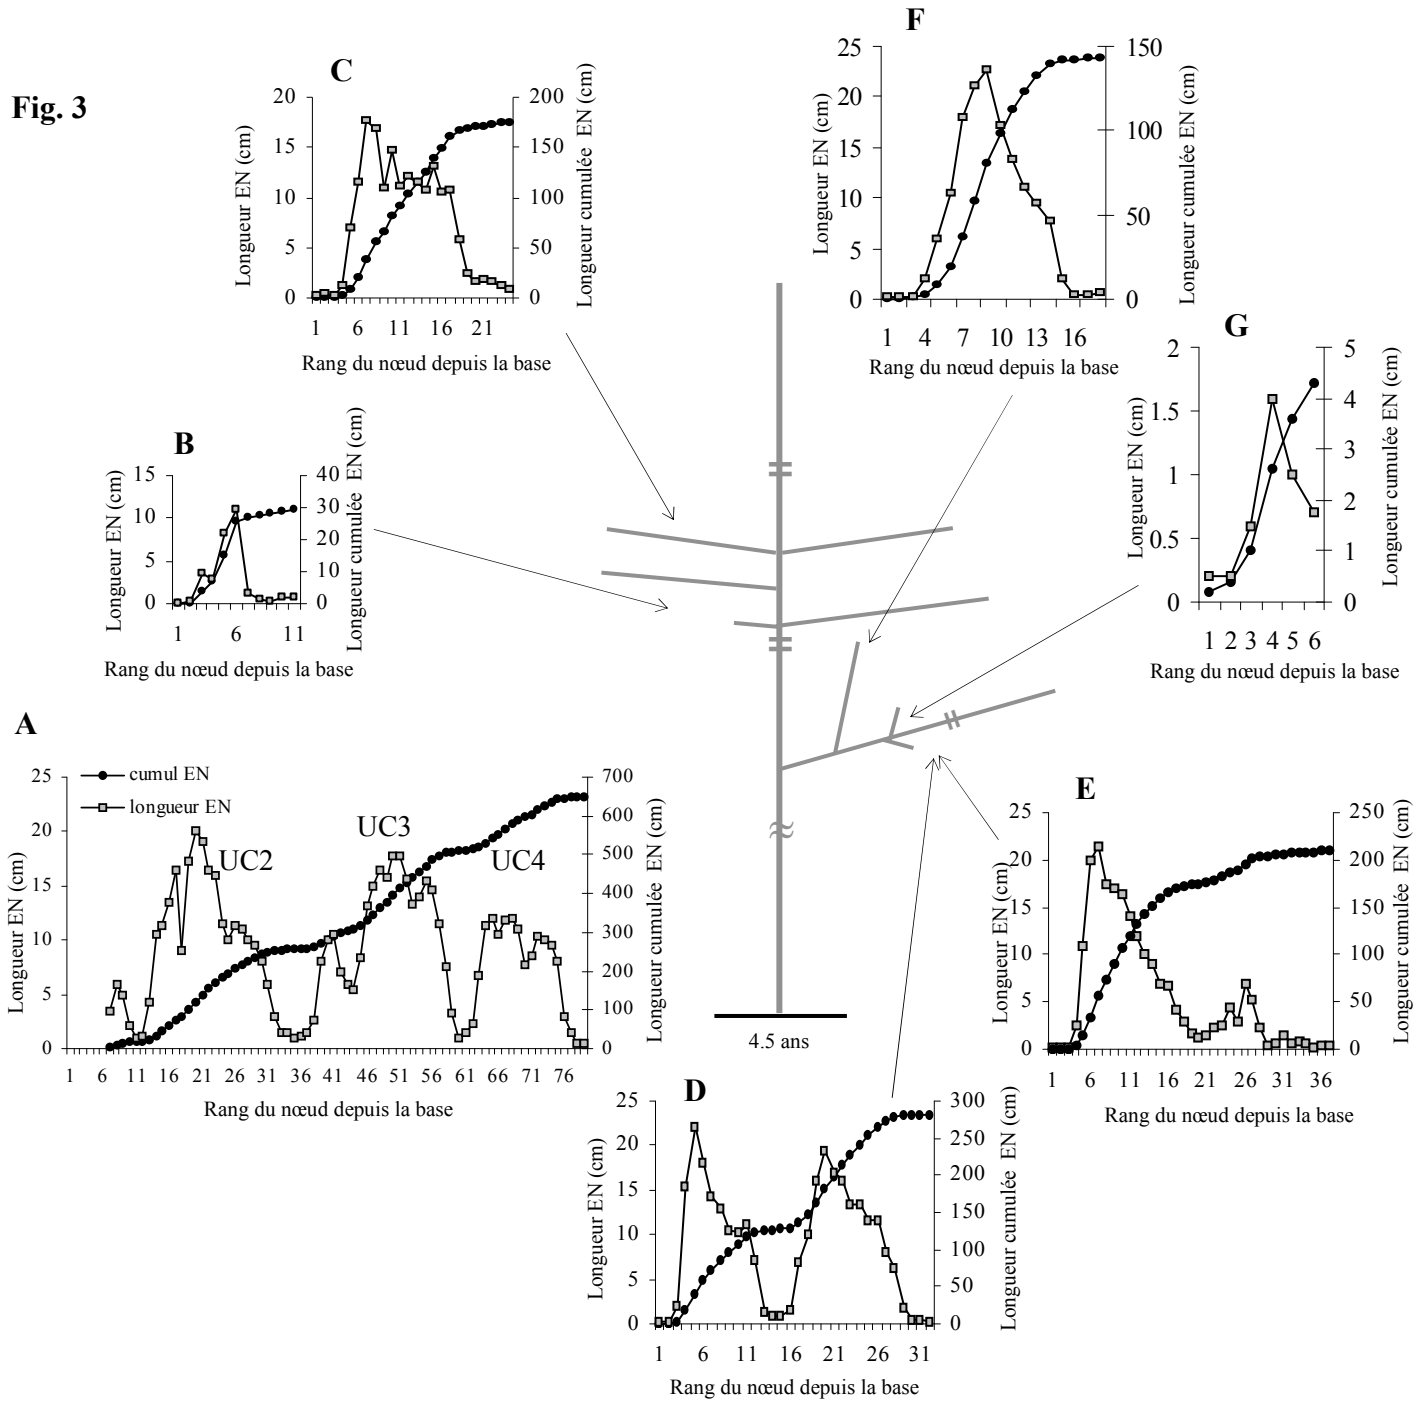 Fig. 3
C
Longueur EN (cm)
20
15
10
5
0
200
150
100
50
0
Longueur cumulée EN (cm)
1 6 11 16 21
Rang du nœud depuis la base
F
Longueur EN (cm)
25
20
15
10
5
0
150
100
50
0
Longueur cumulée EN (cm)
1 4 7 10 13 16
Rang du nœud depuis la base
G
Longueur EN (cm)
2
1.5
1
0.5
0
5
4
3
2
1
0
Longueur cumulée EN (cm)
1 2 3 4 5 6
Rang du nœud depuis la base
B
Longueur EN (cm)
15
10
5
0
40
30
20
10
0
Longueur cumulée EN (cm)
1 6 11
Rang du nœud depuis la base
A
cumul EN
longueur EN
UC2
UC3
UC4
Longueur EN (cm)
25
20
15
10
5
0
700
600
500
400
300
200
100
0
Longueur cumulée EN (cm)
1 6 11 16 21 26 31 36 41 46 51 56 61 66 71 76
Rang du nœud depuis la base
4.5 ans
E
Longueur EN (cm)
25
20
15
10
5
0
250
200
150
100
50
0
Longueur cumulée EN (cm)
1 6 11 16 21 26 31 36
Rang du nœud depuis la base
D
Longueur EN (cm)
25
20
15
10
5
0
300
250
200
150
100
50
0
Longueur cumulée EN (cm)
1 6 11 16 21 26 31
Rang du nœud depuis la base